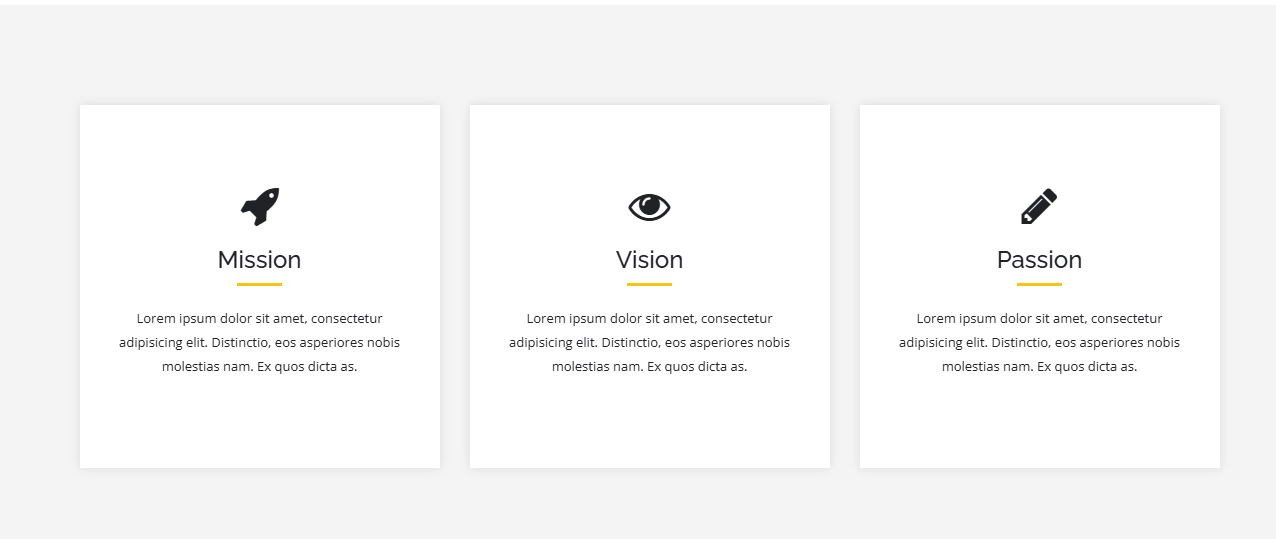 Mission
Lorem ipsum dolor sit amet, consectetur
adipisicing elit. Distinctio, eos asperiores nobis
molestias nam. Ex quos dicta as.
Vision
Lorem ipsum dolor sit amet, consectetur
adipisicing elit. Distinctio, eos asperiores nobis
molestias nam. Ex quos dicta as.
Passion
Lorem ipsum dolor sit amet, consectetur
adipisicing elit. Distinctio, eos asperiores nobis
molestias nam. Ex quos dicta as.